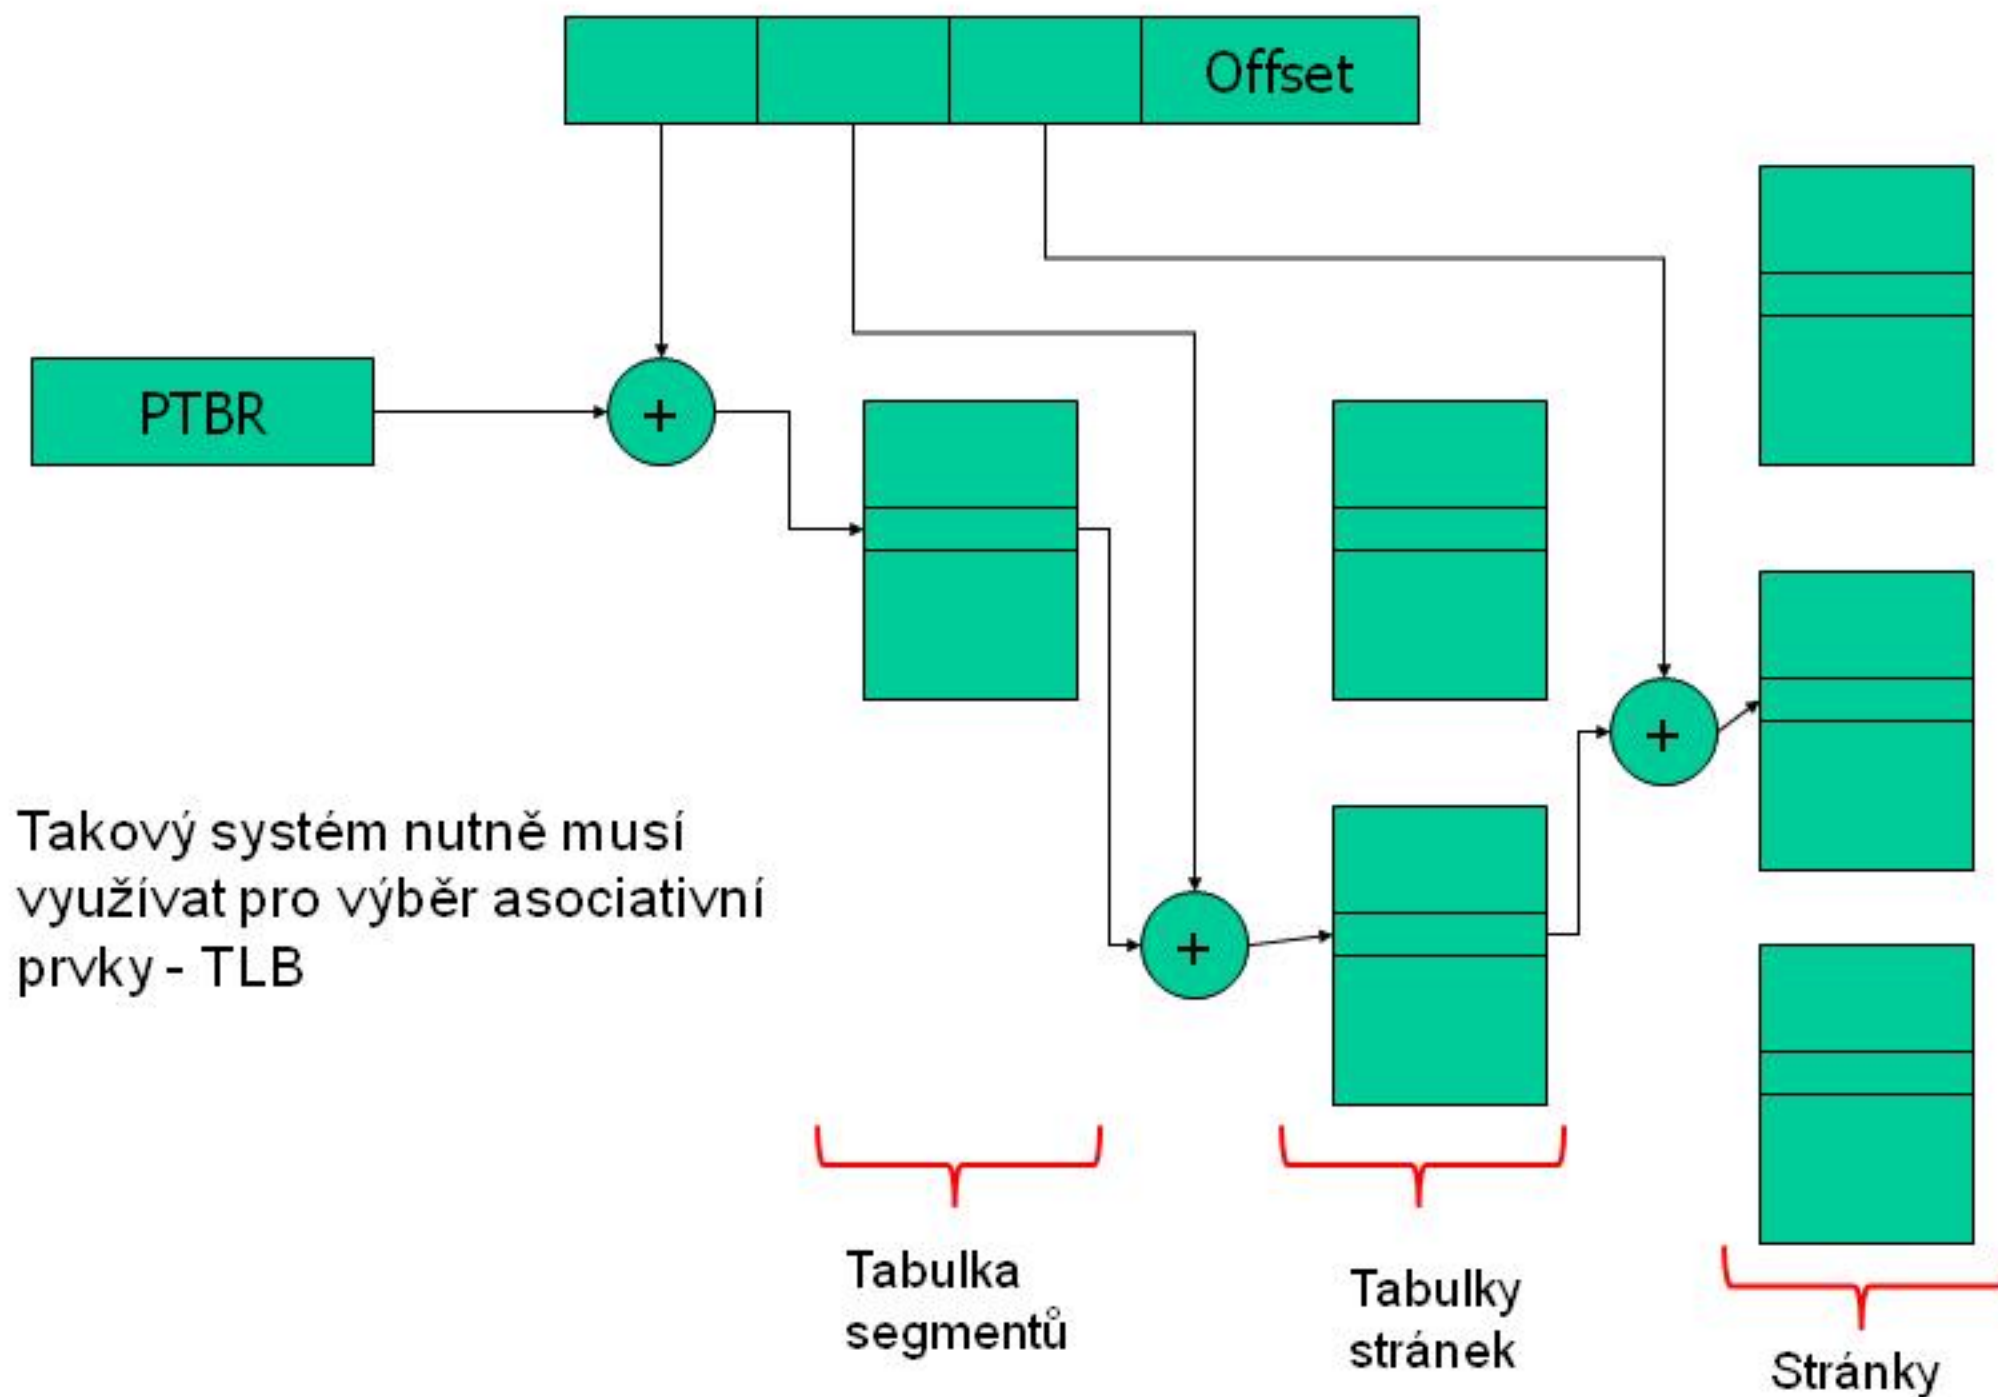 Offset
PTBR
+
+
+
Takový systém nutně musí
využívat pro výběr asociativní
prvky - TLB
Tabulka
segmentů
Tabulky
stránek
Stránky